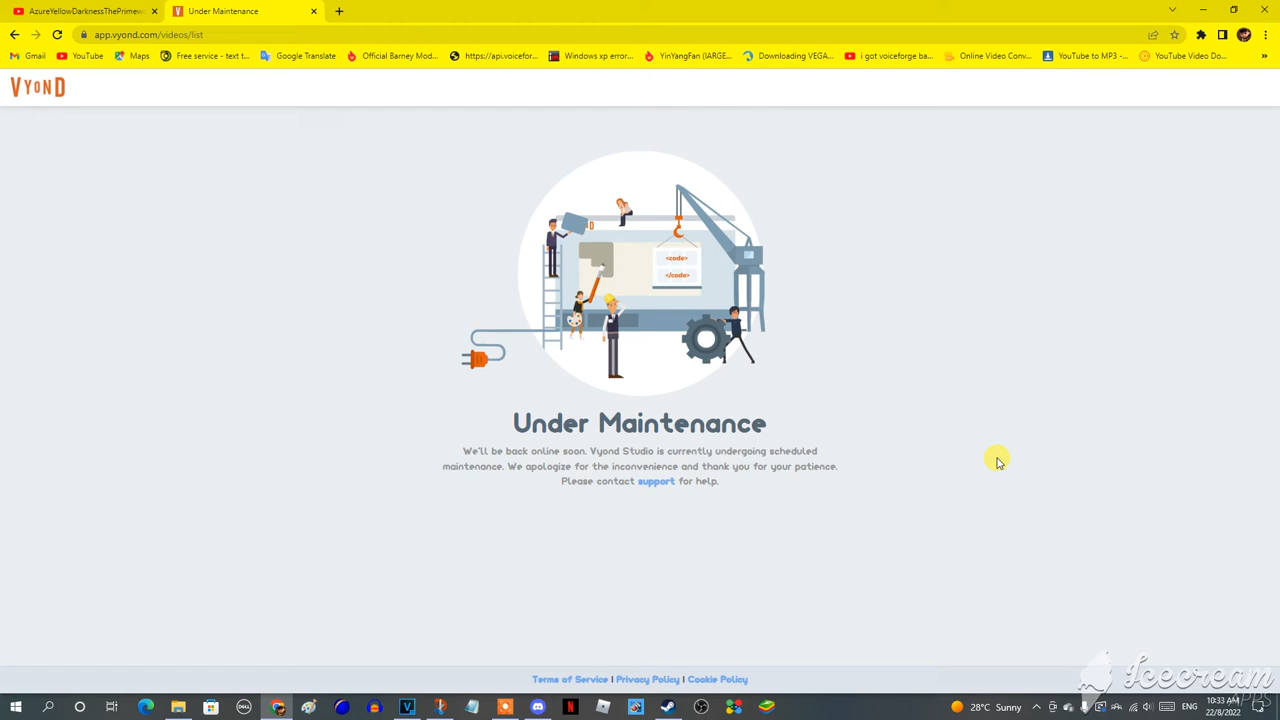 AzureYellowDarknessThePrimew
Under Maintenance
app.vyond.com/videos/list
Gmail
YouTube
Maps
Free service - text t...
Google Translate
Official Barney Mod...
https://api.voicefor...
Windows xp error...
YinYangFan (lARGE...
Downloading VEGA...
i got voiceforge ba...
Online Video Conv...
YouTube to MP3 -...
YouTube Video Do...
VYOND
D
<code>
</code>
Under Maintenance
We'll be back online soon. Vyond Studio is currently undergoing scheduled
maintenance. We apologize for the inconvenience and thank you for your patience.
Please contact support for help.
Terms of Service | Privacy Policy | Cookie Policy
Icecream
APPS
DELL
28°C Sunny
ENG
10:33 AM
22/8/2022